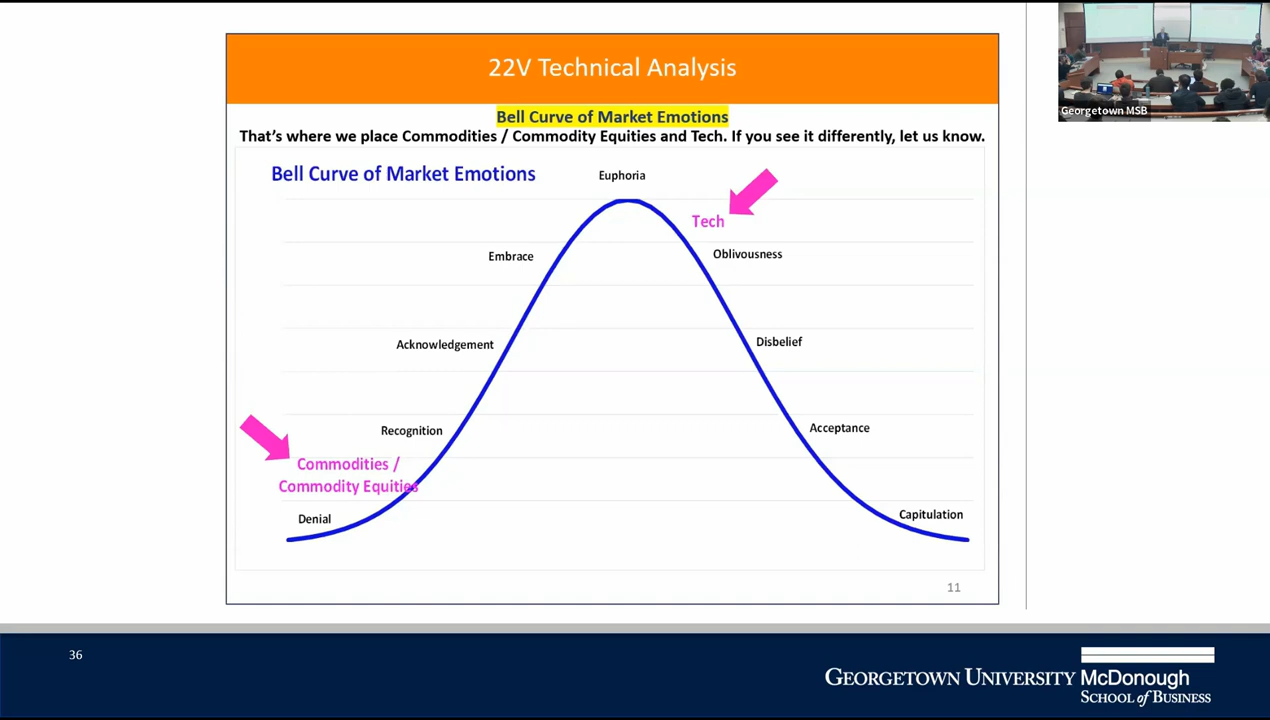 22V Technical Analysis
Georgetown MSB
Bell Curve of Market Emotions
That's where we place Commodities / Commodity Equities and Tech. If you see it differently, let us know.
Bell Curve of Market Emotions
Euphoria
Tech
Embrace
Oblivousness
Acknowledgement
Disbelief
Recognition
Acceptance
Commodities /
Commodity Equities
Denial
Capitulation
11
36
GEORGETOWN UNIVERSITY McDonough
SCHOOL of BUSINESS